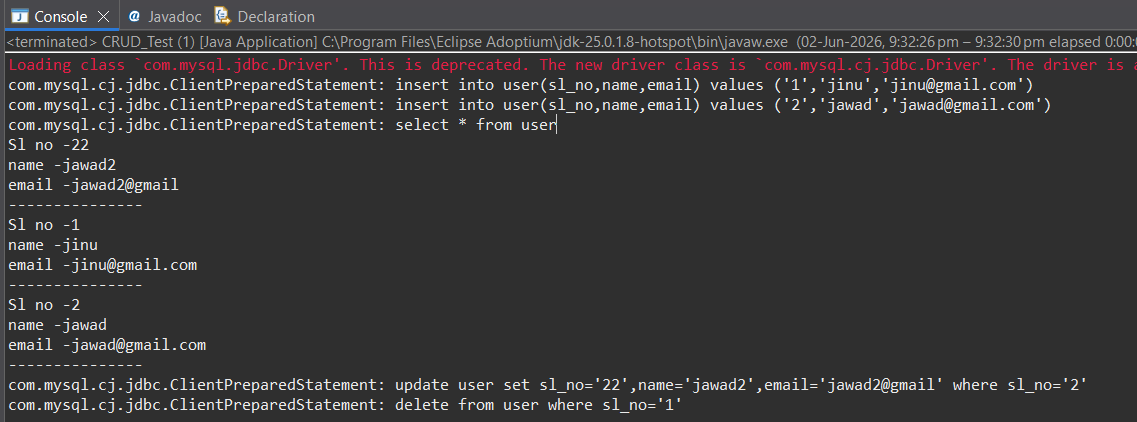 Console Javadoc Declaration
<terminated> CRUD_Test (1) [Java Application] C:\Program Files\Eclipse Adoptium\jdk-25.0.1.8-hotspot\bin\javaw.exe (02-Jun-2026, 9:32:26 pm – 9:32:30 pm elapsed 0:00:0
Loading class `com.mysql.jdbc.Driver'. This is deprecated. The new driver class is `com.mysql.cj.jdbc.Driver'. The driver is a
com.mysql.cj.jdbc.ClientPreparedStatement: insert into user(sl_no,name,email) values ('1','jinu','jinu@gmail.com')
com.mysql.cj.jdbc.ClientPreparedStatement: insert into user(sl_no,name,email) values ('2','jawad','jawad@gmail.com')
com.mysql.cj.jdbc.ClientPreparedStatement: select * from user
Sl no -22
name -jawad2
email -jawad2@gmail
---------------
Sl no -1
name -jinu
email -jinu@gmail.com
---------------
Sl no -2
name -jawad
email -jawad@gmail.com
---------------
com.mysql.cj.jdbc.ClientPreparedStatement: update user set sl_no='22',name='jawad2',email='jawad2@gmail' where sl_no='2'
com.mysql.cj.jdbc.ClientPreparedStatement: delete from user where sl_no='1'